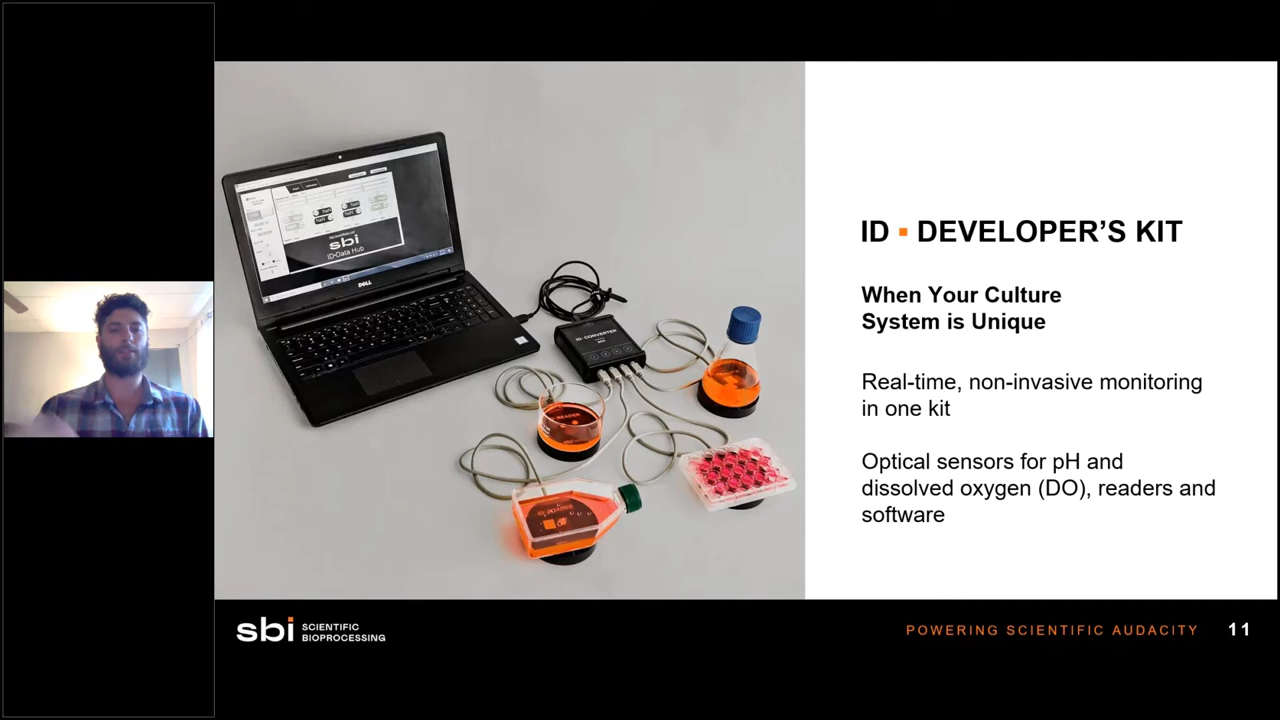 ID ▪ DEVELOPER’S KIT
When Your Culture
System is Unique
Real-time, non-invasive monitoring
in one kit
Optical sensors for pH and
dissolved oxygen (DO), readers and
software
sbi
ID-Data Hub
DELL
ID-CONVERTER
sbi SCIENTIFIC
BIOPROCESSING
POWERING SCIENTIFIC AUDACITY 11